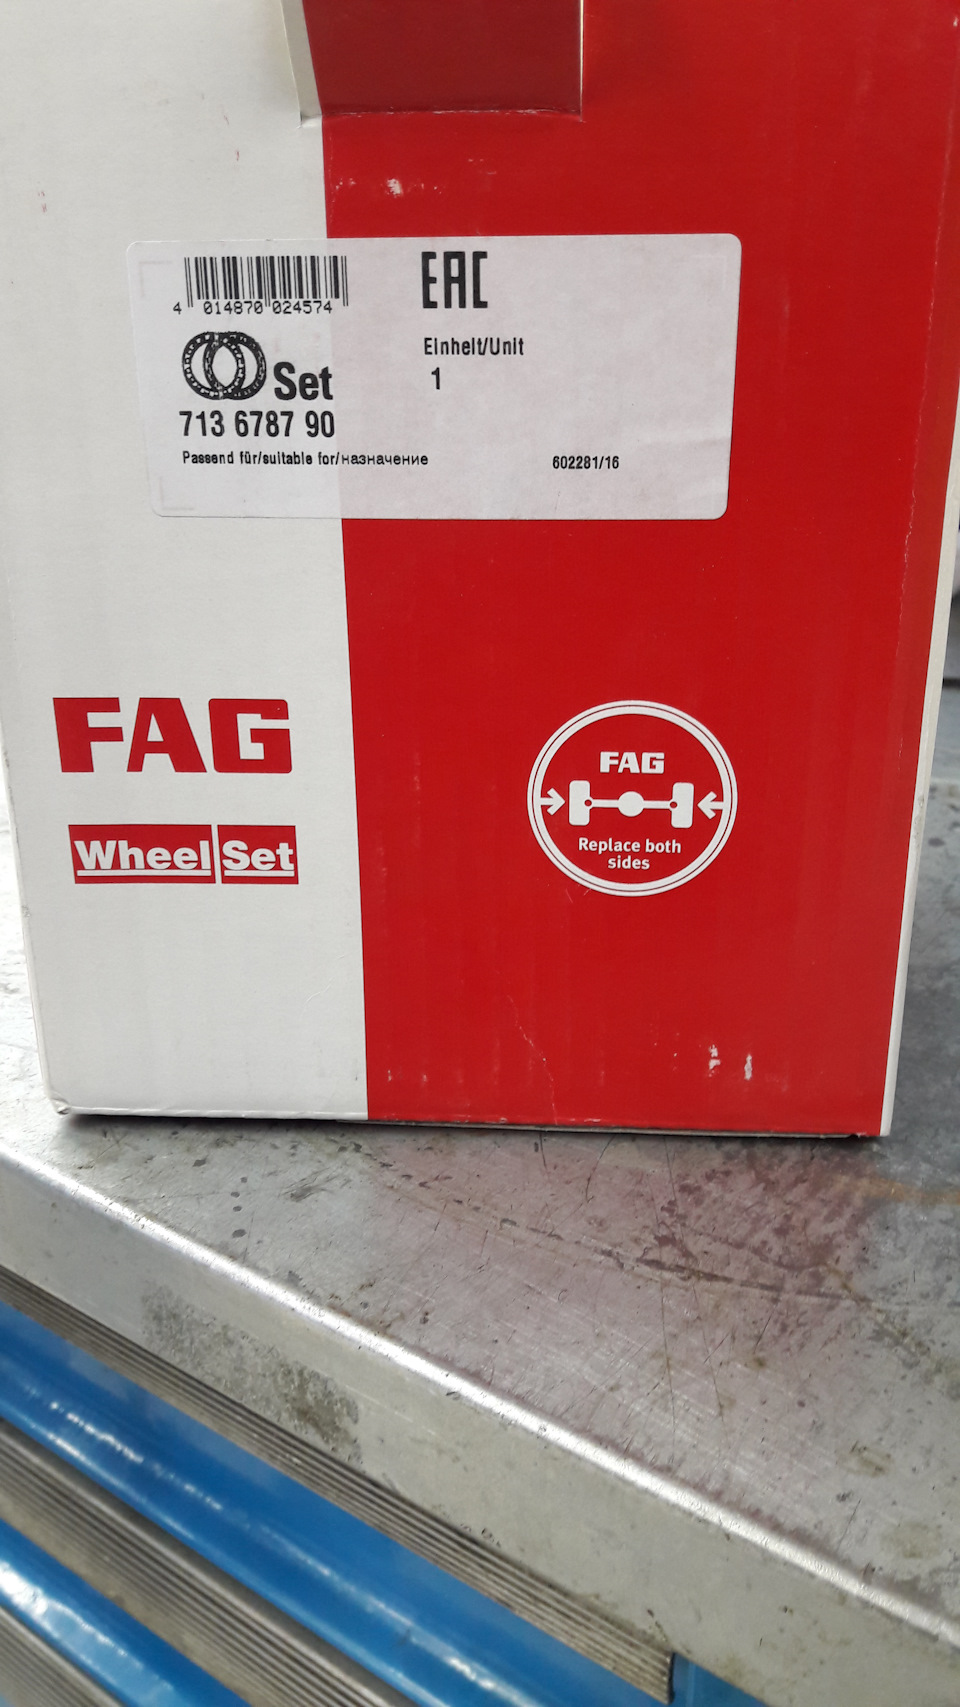 4 014870 024574
EAC
Einheit/Unit
1
Set
713 6787 90
Passend für/suitable for/назначение
602281/16
FAG
Wheel Set
FAG
Replace both
sides